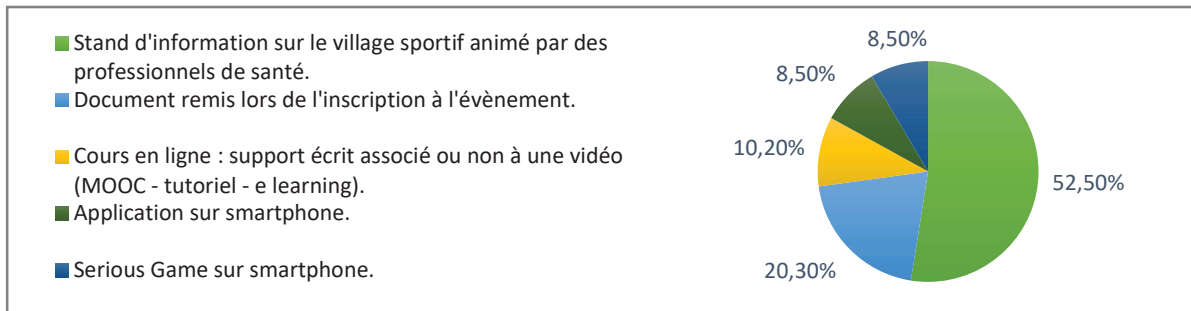 Stand d'information sur le village sportif animé par des
professionnels de santé.
Document remis lors de l'inscription à l'évènement.
Cours en ligne : support écrit associé ou non à une vidéo
(MOOC - tutoriel - e learning).
Application sur smartphone.
Serious Game sur smartphone.
8,50%
8,50%
10,20%
52,50%
20,30%